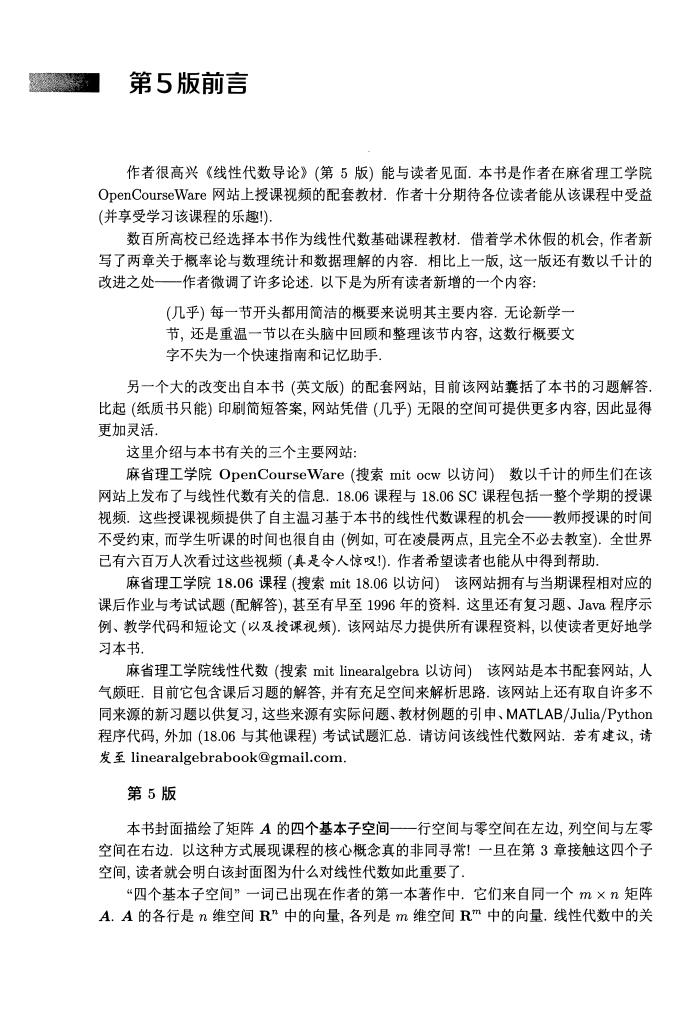 第5版前言
作者很高兴《线性代数导论》(第 5 版) 能与读者见面. 本书是作者在麻省理工学院
OpenCourseWare 网站上授课视频的配套教材. 作者十分期待各位读者能从该课程中受益
(并享受学习该课程的乐趣!).
数百所高校已经选择本书作为线性代数基础课程教材. 借着学术休假的机会, 作者新
写了两章关于概率论与数理统计和数据理解的内容. 相比上一版, 这一版还有数以千计的
改进之处——作者微调了许多论述. 以下是为所有读者新增的一个内容:
(几乎) 每一节开头都用简洁的概要来说明其主要内容. 无论新学一
节, 还是重温一节以在头脑中回顾和整理该节内容, 这数行概要文
字不失为一个快速指南和记忆助手.
另一个大的改变出自本书 (英文版) 的配套网站, 目前该网站囊括了本书的习题解答.
比起 (纸质书只能) 印刷简短答案, 网站凭借 (几乎) 无限的空间可提供更多内容, 因此显得
更加灵活.
这里介绍与本书有关的三个主要网站:
麻省理工学院 OpenCourseWare (搜索 mit ocw 以访问) 数以千计的师生们在该
网站上发布了与线性代数有关的信息. 18.06 课程与 18.06 SC 课程包括一整个学期的授课
视频. 这些授课视频提供了自主温习基于本书的线性代数课程的机会——教师授课的时间
不受约束, 而学生听课的时间也很自由 (例如, 可在凌晨两点, 且完全不必去教室). 全世界
已有六百万人次看过这些视频 (真是令人惊叹!). 作者希望读者也能从中得到帮助.
麻省理工学院 18.06 课程 (搜索 mit 18.06 以访问) 该网站拥有与当期课程相对应的
课后作业与考试试题 (配解答), 甚至有早至 1996 年的资料. 这里还有复习题、Java 程序示
例、教学代码和短论文 (以及授课视频). 该网站尽力提供所有课程资料, 以使读者更好地学
习本书.
麻省理工学院线性代数 (搜索 mit linearalgebra 以访问) 该网站是本书配套网站, 人
气颇旺. 目前它包含课后习题的解答, 并有充足空间来解析思路. 该网站上还有取自许多不
同来源的新习题以供复习, 这些来源有实际问题、教材例题的引申、MATLAB/Julia/Python
程序代码, 外加 (18.06 与其他课程) 考试试题汇总. 请访问该线性代数网站. 若有建议, 请
发至 linearalgebrabook@gmail.com.
第 5 版
本书封面描绘了矩阵 A 的四个基本子空间——行空间与零空间在左边, 列空间与左零
空间在右边. 以这种方式展现课程的核心概念真的非同寻常! 一旦在第 3 章接触这四个子
空间, 读者就会明白该封面图为什么对线性代数如此重要了.
“四个基本子空间” 一词已出现在作者的第一本著作中. 它们来自同一个 m × n 矩阵
A. A 的各行是 n 维空间 Rⁿ 中的向量, 各列是 m 维空间 Rᵐ 中的向量. 线性代数中的关